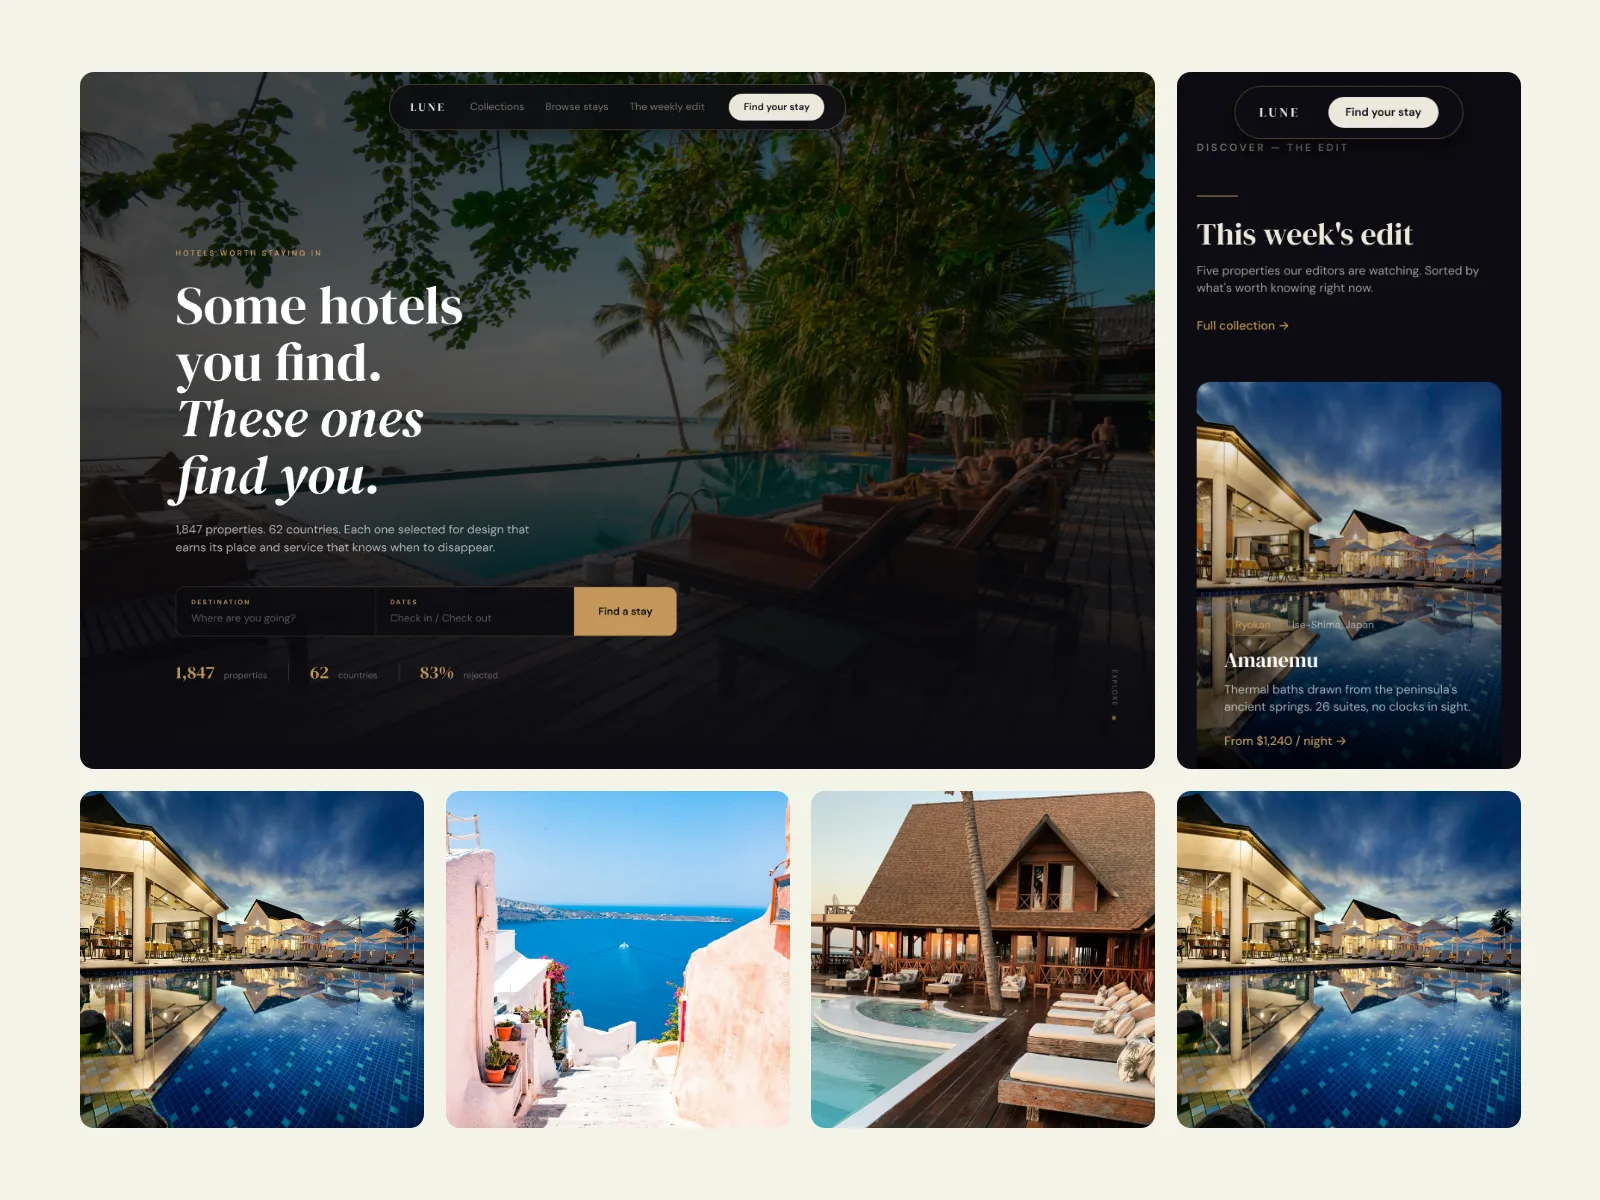 LUNE Collections Browse stays The weekly edit Find your stay
HOTELS WORTH STAYING IN
Some hotels
you find.
These ones
find you.
1,847 properties. 62 countries. Each one selected for design that
earns its place and service that knows when to disappear.
DESTINATION
Where are you going?
DATES
Check in / Check out
Find a stay
1,847 properties
62 countries
83% rejected
EXPLORE
LUNE Find your stay
DISCOVER — THE EDIT
This week's edit
Five properties our editors are watching. Sorted by
what's worth knowing right now.
Full collection →
Ryokan Ise-Shima, Japan
Amanemu
Thermal baths drawn from the peninsula's
ancient springs. 26 suites, no clocks in sight.
From $1,240 / night →